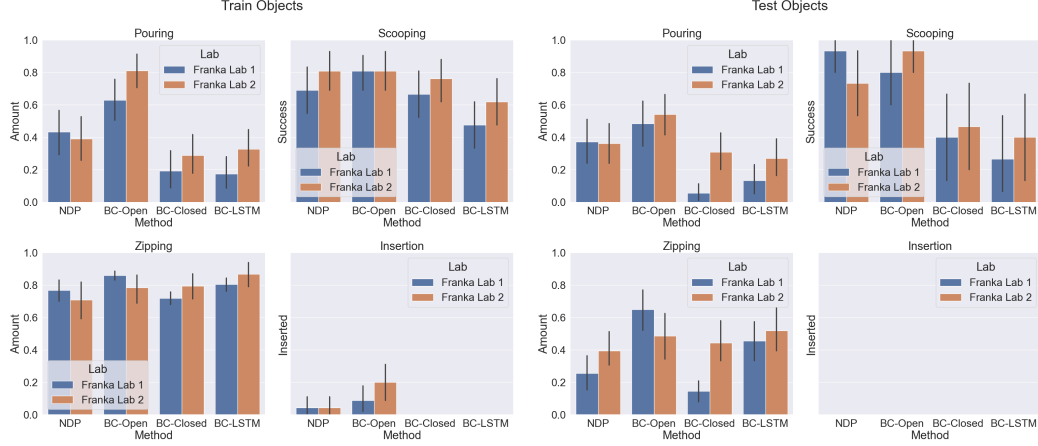 Train Objects
Test Objects
Pouring
Amount
1.0
0.8
0.6
0.4
0.2
0.0
Lab
Franka Lab 1
Franka Lab 2
NDP BC-Open BC-Closed BC-LSTM
Method
Scooping
Success
Lab
Franka Lab 1
Franka Lab 2
NDP BC-Open BC-Closed BC-LSTM
Method
Pouring
Amount
1.0
0.8
0.6
0.4
0.2
0.0
Lab
Franka Lab 1
Franka Lab 2
NDP BC-Open BC-Closed BC-LSTM
Method
Scooping
Success
Lab
Franka Lab 1
Franka Lab 2
NDP BC-Open BC-Closed BC-LSTM
Method
Zipping
Amount
1.0
0.8
0.6
0.4
0.2
0.0
Lab
Franka Lab 1
Franka Lab 2
NDP BC-Open BC-Closed BC-LSTM
Method
Insertion
Inserted
Lab
Franka Lab 1
Franka Lab 2
NDP BC-Open BC-Closed BC-LSTM
Method
Zipping
Amount
1.0
0.8
0.6
0.4
0.2
0.0
Lab
Franka Lab 1
Franka Lab 2
NDP BC-Open BC-Closed BC-LSTM
Method
Insertion
Inserted
Lab
Franka Lab 1
Franka Lab 2
NDP BC-Open BC-Closed BC-LSTM
Method